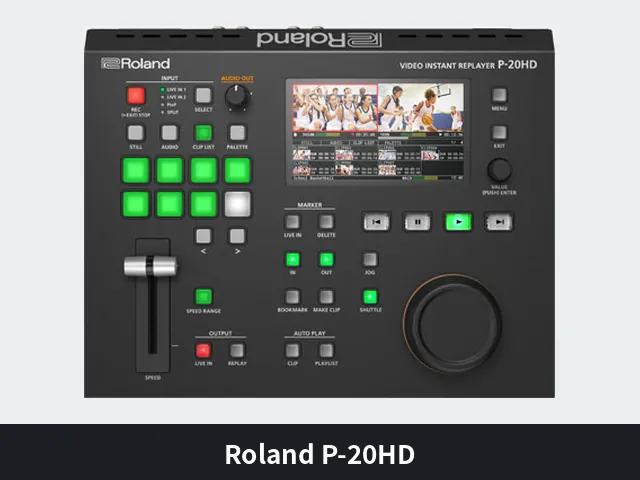 Roland
Roland
VIDEO INSTANT REPLAYER P-20HD
INPUT
AUDIO OUT
LIVE IN 1
LIVE IN 2
PinP
SPLIT
REC
SELECT
MENU
STILL
AUDIO
CLIP LIST
PALETTE
EXIT
VALUE
(PUSH) ENTER
MARKER
LIVE IN
DELETE
< >
IN
OUT
JOG
SPEED RANGE
BOOKMARK
MAKE CLIP
SHUTTLE
OUTPUT
AUTO PLAY
LIVE IN
REPLAY
CLIP
PLAYLIST
SPEED
Roland P-20HD